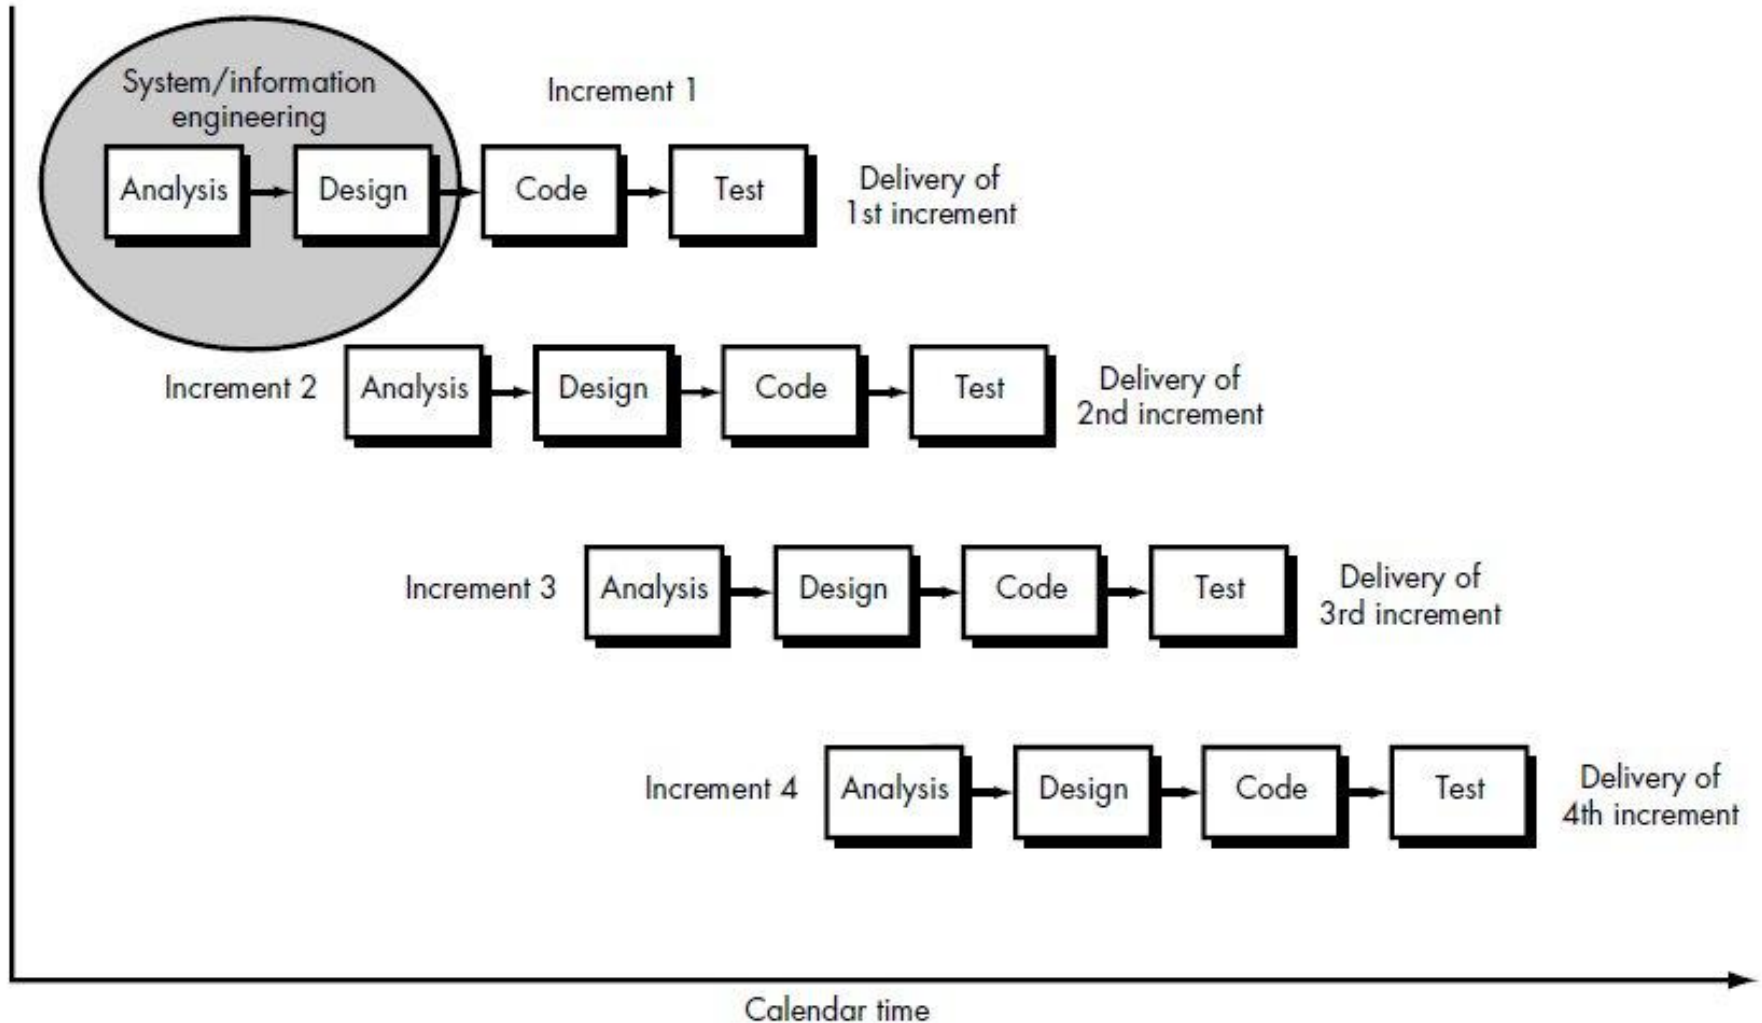 System/information
engineering
Increment 1
Analysis
Design
Code
Test
Delivery of
1st increment
Increment 2
Analysis
Design
Code
Test
Delivery of
2nd increment
Increment 3
Analysis
Design
Code
Test
Delivery of
3rd increment
Increment 4
Analysis
Design
Code
Test
Delivery of
4th increment
Calendar time